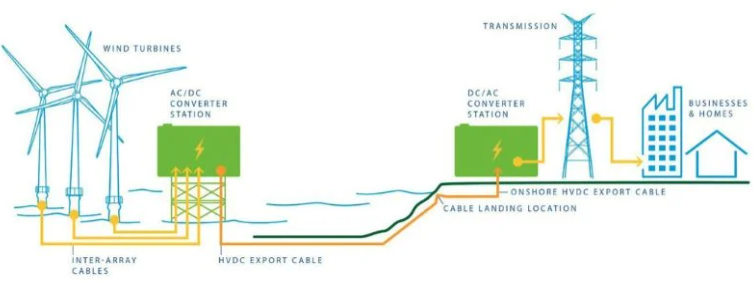 WIND TURBINES
AC/DC
CONVERTER
STATION
INTER-ARRAY
CABLES
HVDC EXPORT CABLE
DC/AC
CONVERTER
STATION
TRANSMISSION
BUSINESSES
& HOMES
ONSHORE HVDC EXPORT CABLE
CABLE LANDING LOCATION